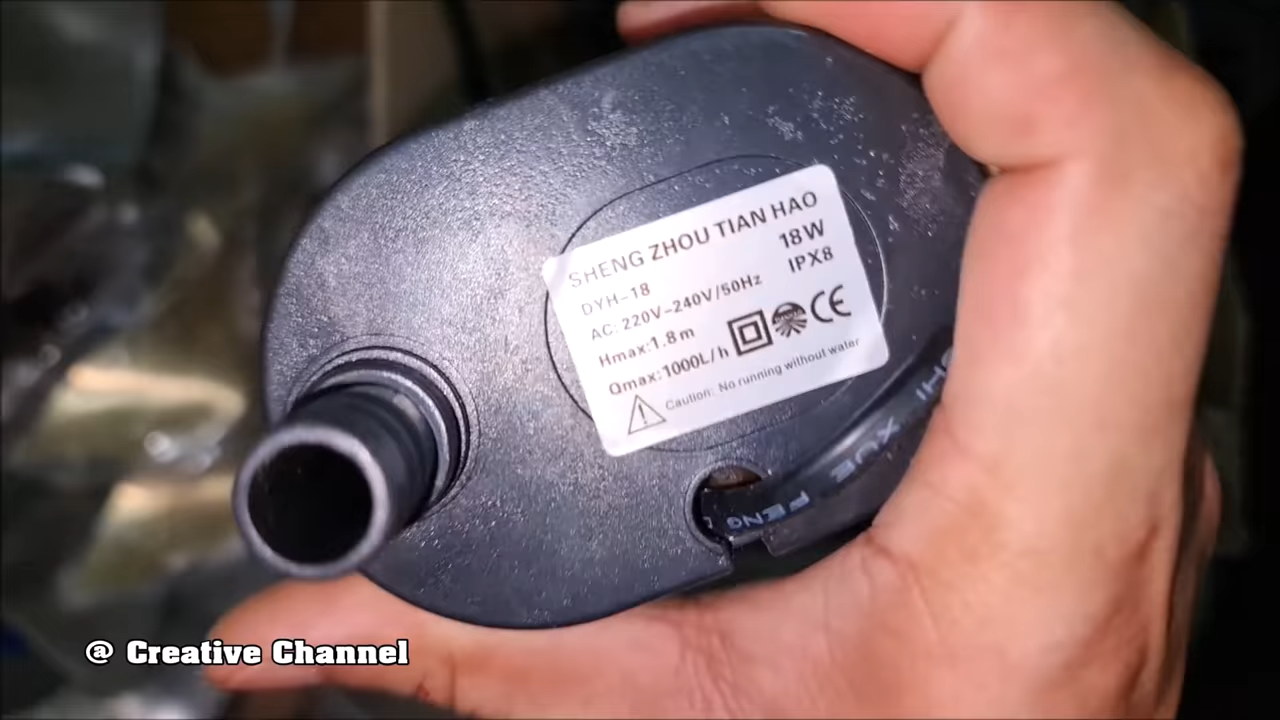 SHENG ZHOU TIAN HAO
DYH-18 18W
AC: 220V-240V/50Hz IPX8
Hmax:1.8m
Qmax:1000L/h
CE
Caution: No running without water
XUE FENG
@ Creative Channel